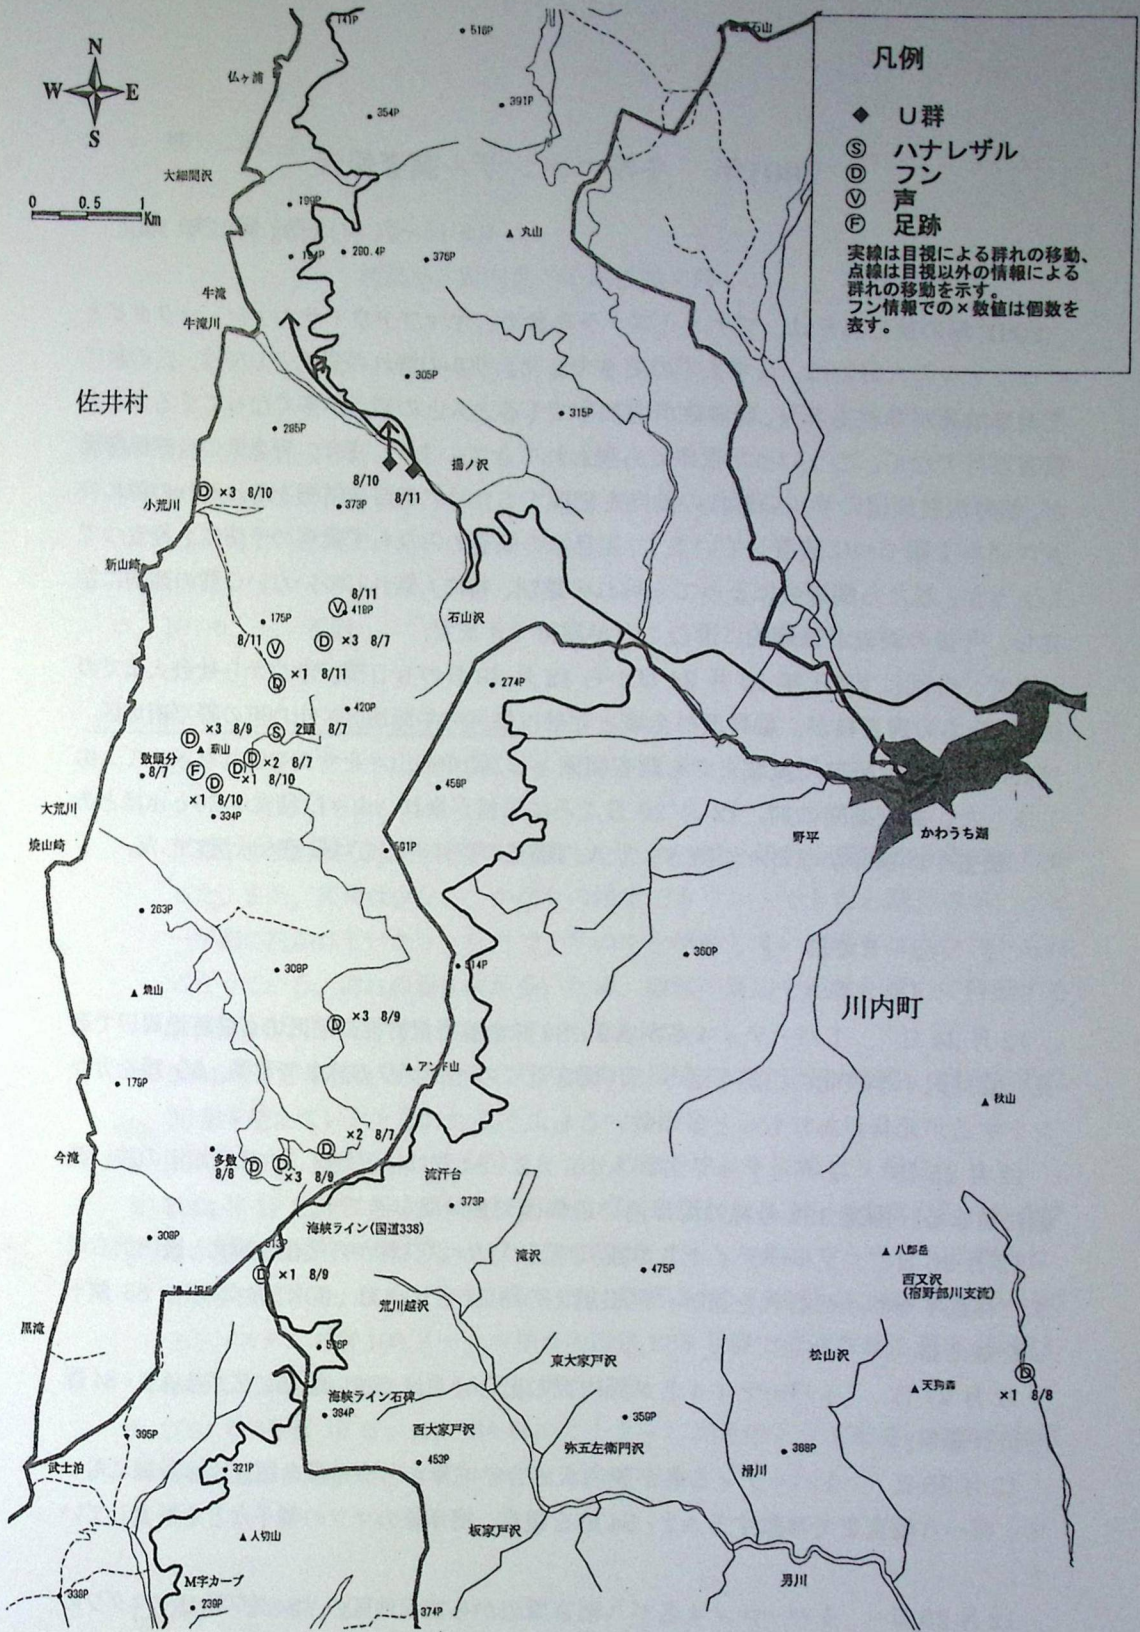 凡例
◆ U群
Ⓢ ハナレザル
Ⓓ フン
Ⓥ 声
Ⓕ 足跡
実線は目視による群れの移動、
点線は目視以外の情報による
群れの移動を示す。
フン情報での×数値は個数を
表す。
N
W E
S
0 0.5 1
Km
141P
516P
仏ヶ浦
354P
391P
大細間沢
199P
丸山
280.4P
376P
牛滝
牛滝川
305P
佐井村
285P
315P
揚ノ沢
8/10
8/11
373P
Ⓓ ×3 8/10
小荒川
新山崎
8/11
Ⓥ
418P
175P
石山沢
8/11 Ⓥ
Ⓓ ×3 8/7
Ⓓ ×1 8/11
274P
420P
Ⓓ ×3 8/9
Ⓢ 2頭 8/7
薪山
数頭分
8/7
Ⓕ
Ⓓ ×2 8/7
Ⓓ ×1 8/10
Ⓓ
×1 8/10
334P
456P
大荒川
焼山崎
野平
かわうち湖
501P
263P
308P
514P
360P
焼山
川内町
Ⓓ ×3 8/9
アンド山
179P
秋山
×2 8/7
Ⓓ
今滝
多数
8/8
Ⓓ Ⓓ
×3 8/9
流汗台
373P
308P
海峡ライン(国道338)
513P
Ⓓ ×1 8/9
滝沢
475P
八郎岳
西又沢
(宿野部川支流)
荒川越沢
黒滝
526P
東大家戸沢
松山沢
海峡ライン石碑
384P
天狗森
Ⓓ
×1 8/8
西大家戸沢
359P
395P
弥五左衛門沢
368P
453P
武士泊
321P
滑川
人切山
板家戸沢
M字カーブ
男川
338P
239P
374P